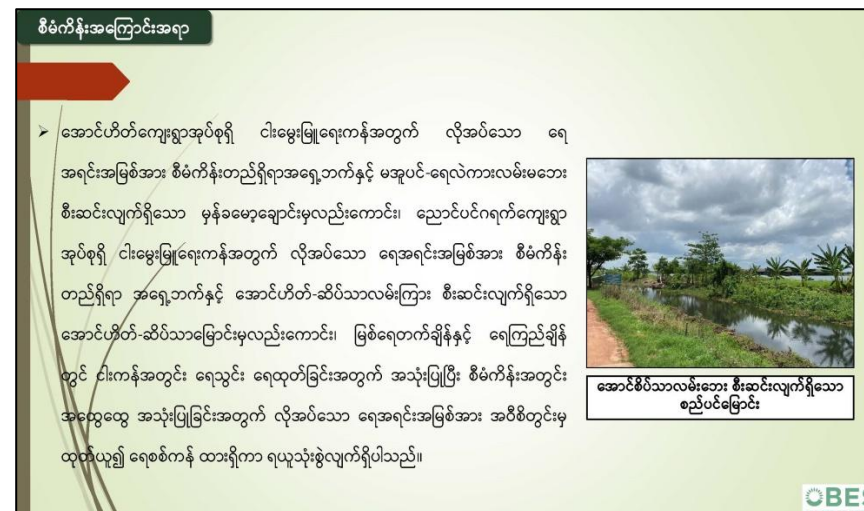 စီမံကိန်းအကြောင်းအရာ
အောင်ဟိတ်ကျေးရွာအုပ်စုရှိ ငါးမွေးမြူရေးကန်အတွက် လိုအပ်သော ရေ
အရင်းအမြစ်အား စီမံကိန်းတည်ရှိရာအရှေ့ဘက်နှင့် မအူပင်-ရေလဲကားလမ်းမဘေး
စီးဆင်းလျက်ရှိသော မှန်ခမော့ချောင်းမှလည်းကောင်း၊ ညောင်ပင်ဂရက်ကျေးရွာ
အုပ်စုရှိ ငါးမွေးမြူရေးကန်အတွက် လိုအပ်သော ရေအရင်းအမြစ်အား စီမံကိန်း
တည်ရှိရာ အရှေ့ဘက်နှင့် အောင်ဟိတ်-ဆိပ်သာလမ်းကြား စီးဆင်းလျက်ရှိသော
အောင်ဟိတ်-ဆိပ်သာမြောင်းမှလည်းကောင်း၊ မြစ်ရေတက်ချိန်နှင့် ရေကြည်ချိန်
တွင် ငါးကန်အတွင်း ရေသွင်း ရေထုတ်ခြင်းအတွက် အသုံးပြုပြီး စီမံကိန်းအတွင်း
အထွေထွေ အသုံးပြုခြင်းအတွက် လိုအပ်သော ရေအရင်းအမြစ်အား အဝီစိတွင်းမှ
ထုတ်ယူ၍ ရေစစ်ကန် ထားရှိကာ ရယူသုံးစွဲလျက်ရှိပါသည်။
အောင်စိပ်သာလမ်းဘေး စီးဆင်းလျက်ရှိသော
စည်ပင်မြောင်း
BES